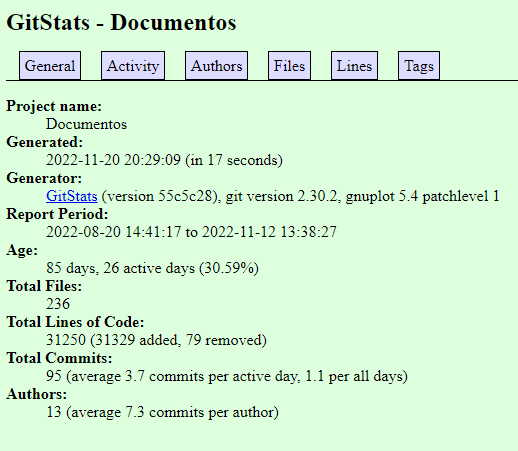 GitStats - Documentos
General Activity Authors Files Lines Tags
Project name:
Documentos
Generated:
2022-11-20 20:29:09 (in 17 seconds)
Generator:
GitStats (version 55c5c28), git version 2.30.2, gnuplot 5.4 patchlevel 1
Report Period:
2022-08-20 14:41:17 to 2022-11-12 13:38:27
Age:
85 days, 26 active days (30.59%)
Total Files:
236
Total Lines of Code:
31250 (31329 added, 79 removed)
Total Commits:
95 (average 3.7 commits per active day, 1.1 per all days)
Authors:
13 (average 7.3 commits per author)